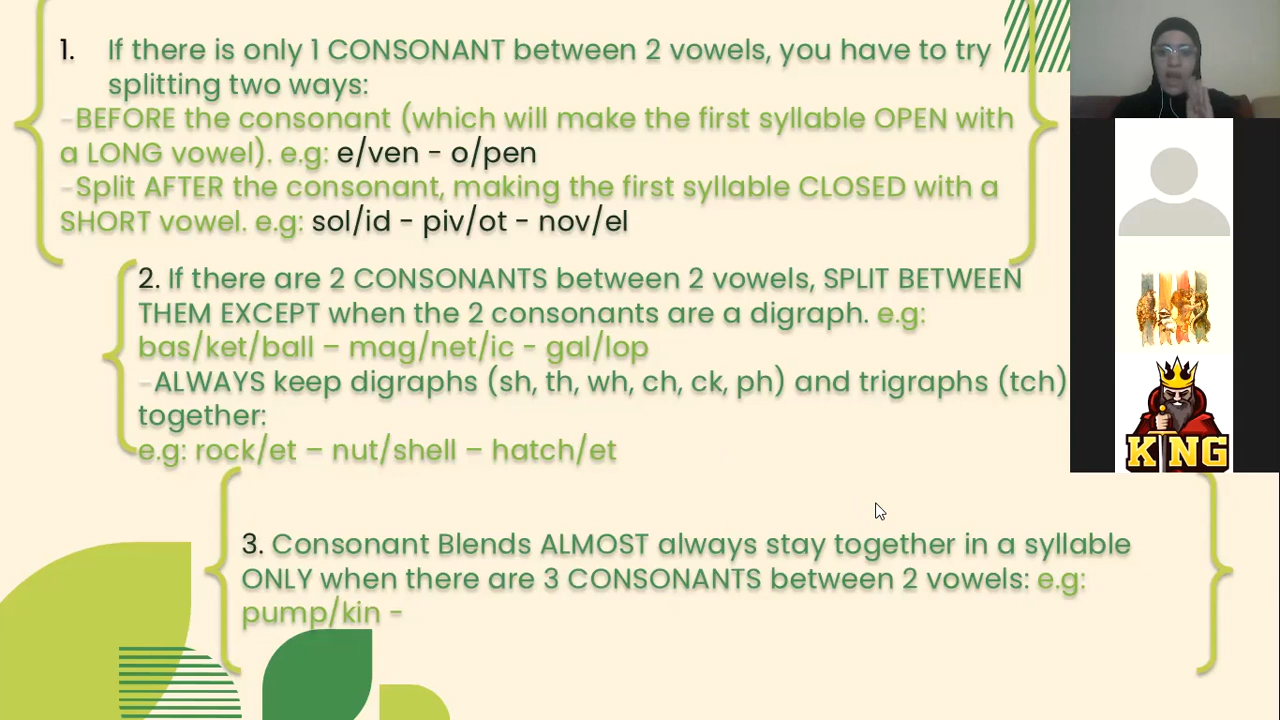 1. If there is only 1 CONSONANT between 2 vowels, you have to try
splitting two ways:
-BEFORE the consonant (which will make the first syllable OPEN with
a LONG vowel). e.g: e/ven - o/pen
-Split AFTER the consonant, making the first syllable CLOSED with a
SHORT vowel. e.g: sol/id - piv/ot - nov/el
2. If there are 2 CONSONANTS between 2 vowels, SPLIT BETWEEN
THEM EXCEPT when the 2 consonants are a digraph. e.g:
bas/ket/ball – mag/net/ic - gal/lop
-ALWAYS keep digraphs (sh, th, wh, ch, ck, ph) and trigraphs (tch)
together:
e.g: rock/et – nut/shell – hatch/et
3. Consonant Blends ALMOST always stay together in a syllable
ONLY when there are 3 CONSONANTS between 2 vowels: e.g:
pump/kin -
KING